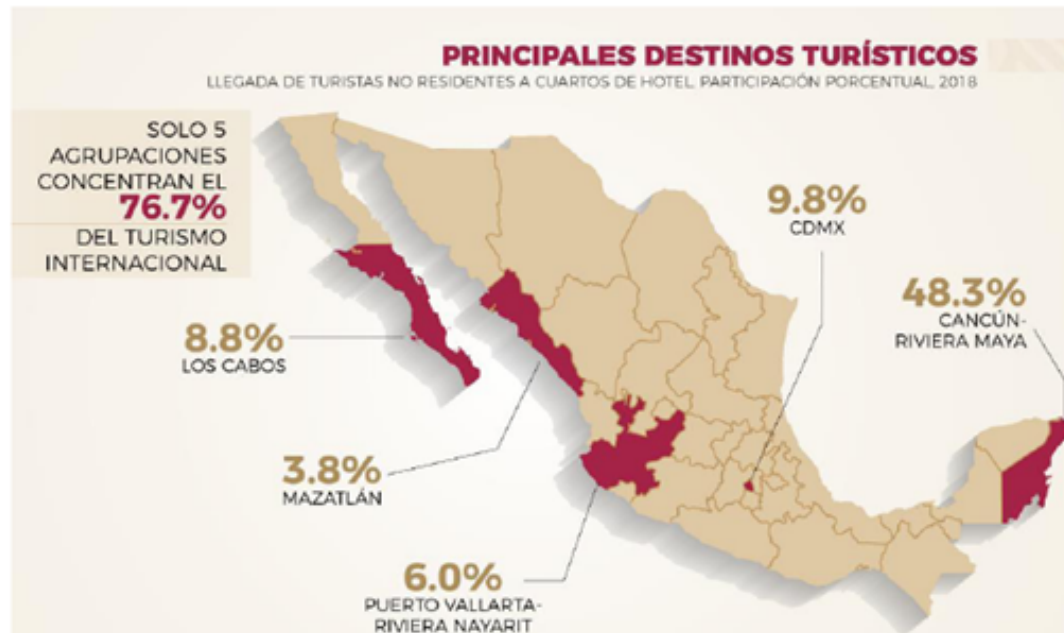 PRINCIPALES DESTINOS TURÍSTICOS
LLEGADA DE TURISTAS NO RESIDENTES A CUARTOS DE HOTEL. PARTICIPACIÓN PORCENTUAL, 2018
SOLO 5
AGRUPACIONES
CONCENTRAN EL
76.7%
DEL TURISMO
INTERNACIONAL
9.8%
CDMX
48.3%
CANCÚN-
RIVIERA MAYA
8.8%
LOS CABOS
3.8%
MAZATLÁN
6.0%
PUERTO VALLARTA-
RIVIERA NAYARIT